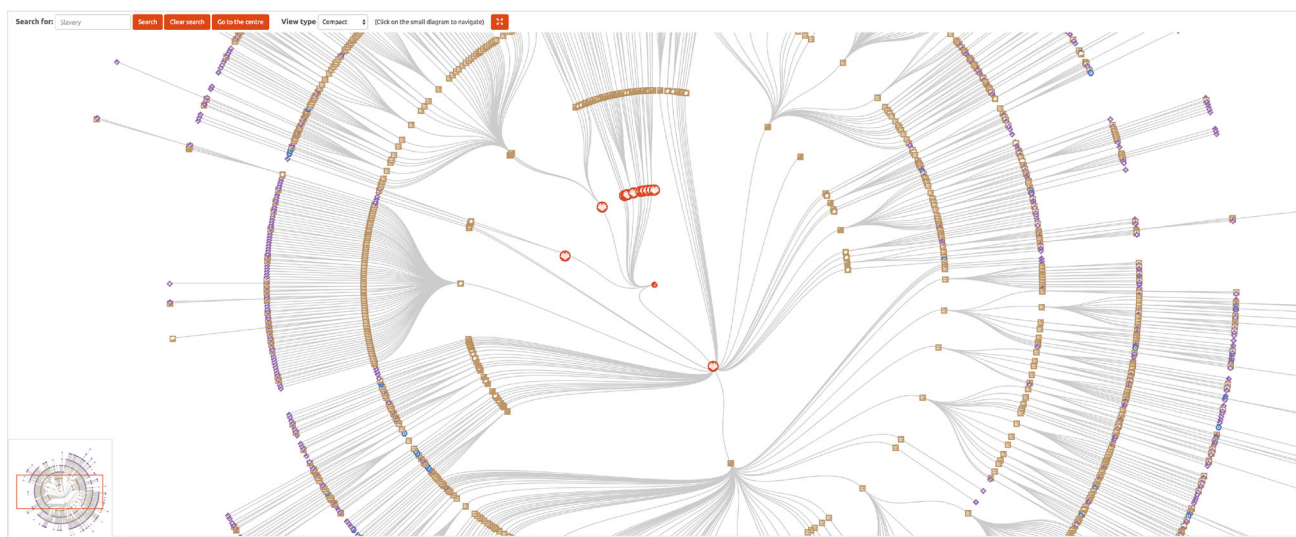 Search for: Slavery Search Clear search Go to the centre View type Compact (Click on the small diagram to navigate)